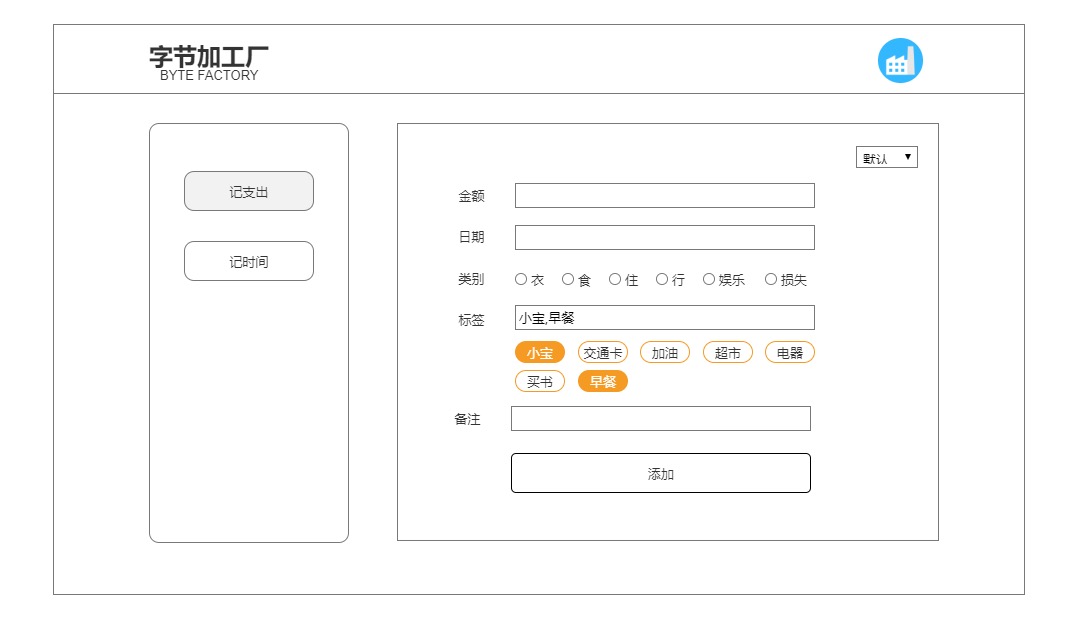 字节加工厂
BYTE FACTORY
记支出
记时间
默认
金额
日期
类别 衣 食 住 行 娱乐 损失
标签 小宝,早餐
小宝 交通卡 加油 超市 电器
买书 早餐
备注
添加